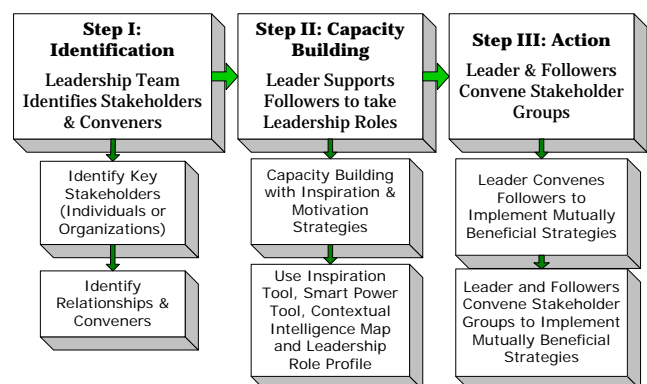 Step I:
Identification
Leadership Team
Identifies Stakeholders
& Conveners
Step II: Capacity
Building
Leader Supports
Followers to take
Leadership Roles
Step III: Action
Leader & Followers
Convene Stakeholder
Groups
Identify Key
Stakeholders
(Individuals or
Organizations)
Capacity Building
with Inspiration &
Motivation
Strategies
Leader Convenes
Followers to
Implement Mutually
Beneficial Strategies
Identify
Relationships &
Conveners
Use Inspiration
Tool, Smart Power
Tool, Contextual
Intelligence Map
and Leadership
Role Profile
Leader and Followers
Convene Stakeholder
Groups to Implement
Mutually Beneficial
Strategies